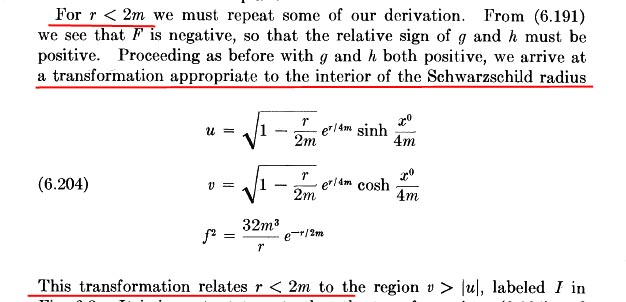 For r < 2m we must repeat some of our derivation. From (6.191)
we see that F is negative, so that the relative sign of g and h must be
positive. Proceeding as before with g and h both positive, we arrive at
a transformation appropriate to the interior of the Schwarzschild radius
u = √(1 − r/2m) e^{r/4m} sinh x⁰/4m
(6.204) v = √(1 − r/2m) e^{r/4m} cosh x⁰/4m
f² = 32m³/r e^{−r/2m}
This transformation relates r < 2m to the region v > |u|, labeled I in